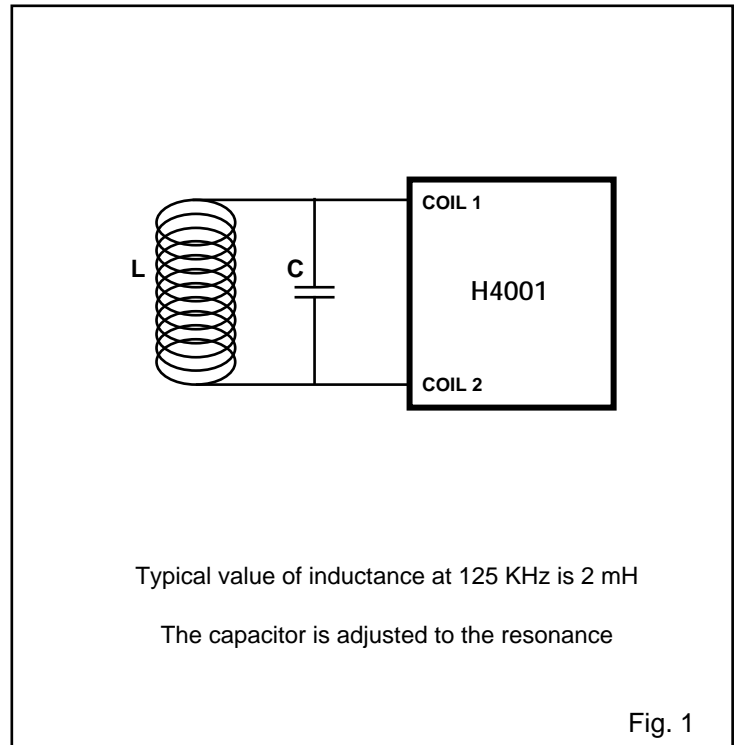 COIL 1
L
C
H4001
COIL 2
Typical value of inductance at 125 KHz is 2 mH
The capacitor is adjusted to the resonance
Fig. 1